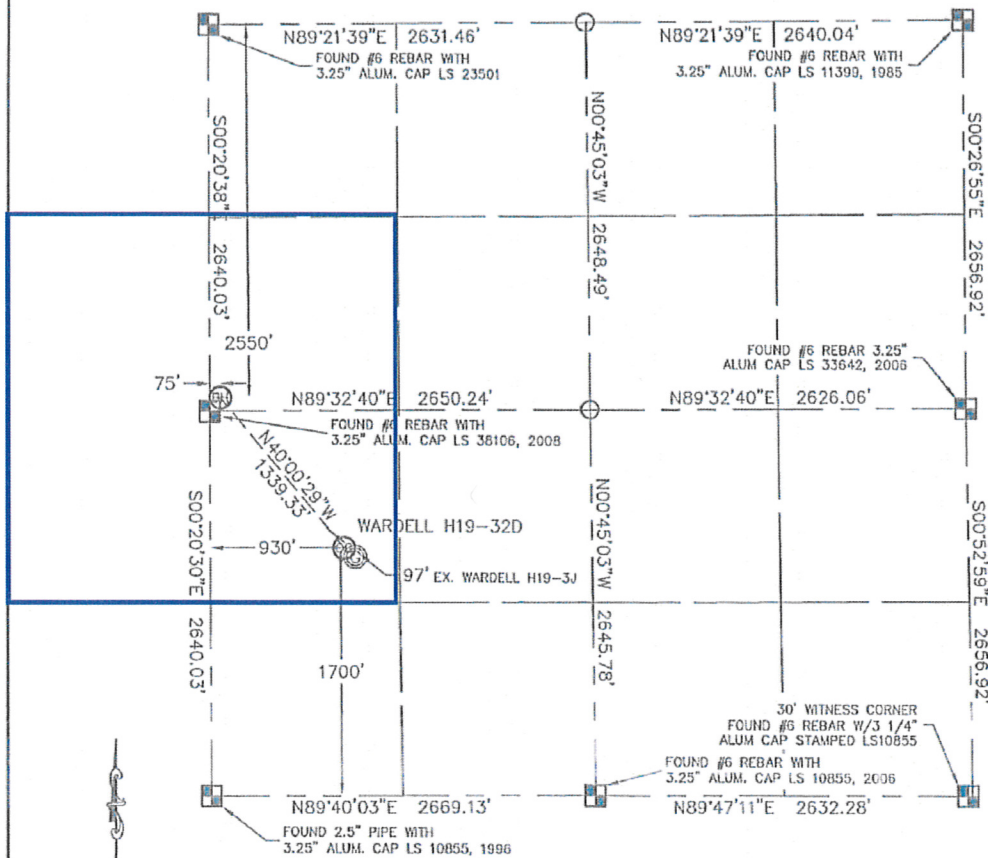 N89°21'39"E 2631.46'
N89°21'39"E 2640.04'
FOUND #6 REBAR WITH
3.25" ALUM. CAP LS 23501
FOUND #6 REBAR WITH
3.25" ALUM. CAP LS 11399, 1985
S00°20'38"E 2640.03'
2550'
N00°45'03"W 2648.49'
S00°26'55"E 2656.92'
75'
FOUND #6 REBAR 3.25"
ALUM CAP LS 33642, 2006
N89°32'40"E 2650.24'
N89°32'40"E 2626.06'
FOUND #6 REBAR WITH
3.25" ALUM. CAP LS 38106, 2008
N40°00'29"W
1339.33'
S00°20'30"E 2640.03'
930'
WARDELL H19-32D
97' EX. WARDELL H19-3J
N00°45'03"W 2645.78'
S00°52'59"E 2656.92'
1700'
30' WITNESS CORNER
FOUND #6 REBAR W/3 1/4"
ALUM CAP STAMPED LS10855
FOUND #6 REBAR WITH
3.25" ALUM. CAP LS 10855, 2006
N89°40'03"E 2669.13'
N89°47'11"E 2632.28'
FOUND 2.5" PIPE WITH
3.25" ALUM. CAP LS 10855, 1996